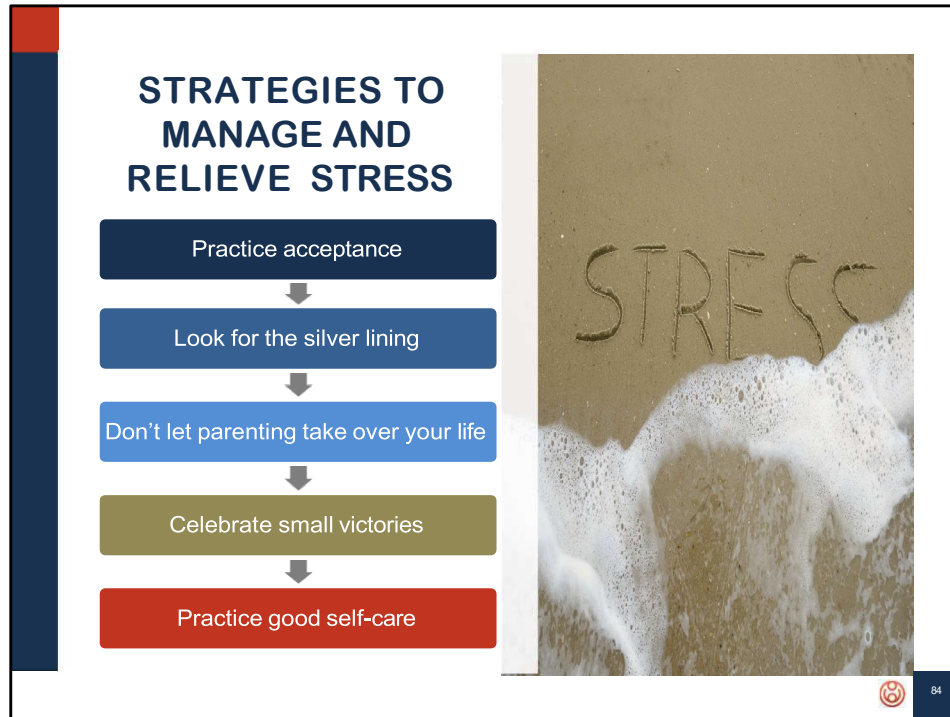 STRATEGIES TO
MANAGE AND
RELIEVE STRESS
Practice acceptance
Look for the silver lining
Don’t let parenting take over your life
Celebrate small victories
Practice good self-care
STRESS
84